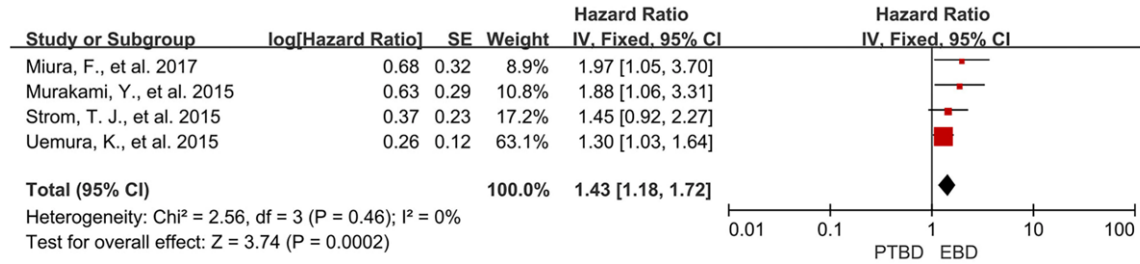 Hazard Ratio Hazard Ratio
Study or Subgroup log[Hazard Ratio] SE Weight IV, Fixed, 95% CI IV, Fixed, 95% CI
Miura, F., et al. 2017 0.68 0.32 8.9% 1.97 [1.05, 3.70]
Murakami, Y., et al. 2015 0.63 0.29 10.8% 1.88 [1.06, 3.31]
Strom, T. J., et al. 2015 0.37 0.23 17.2% 1.45 [0.92, 2.27]
Uemura, K., et al. 2015 0.26 0.12 63.1% 1.30 [1.03, 1.64]
Total (95% CI) 100.0% 1.43 [1.18, 1.72]
Heterogeneity: Chi² = 2.56, df = 3 (P = 0.46); I² = 0%
Test for overall effect: Z = 3.74 (P = 0.0002)
0.01 0.1 1 10 100
PTBD EBD